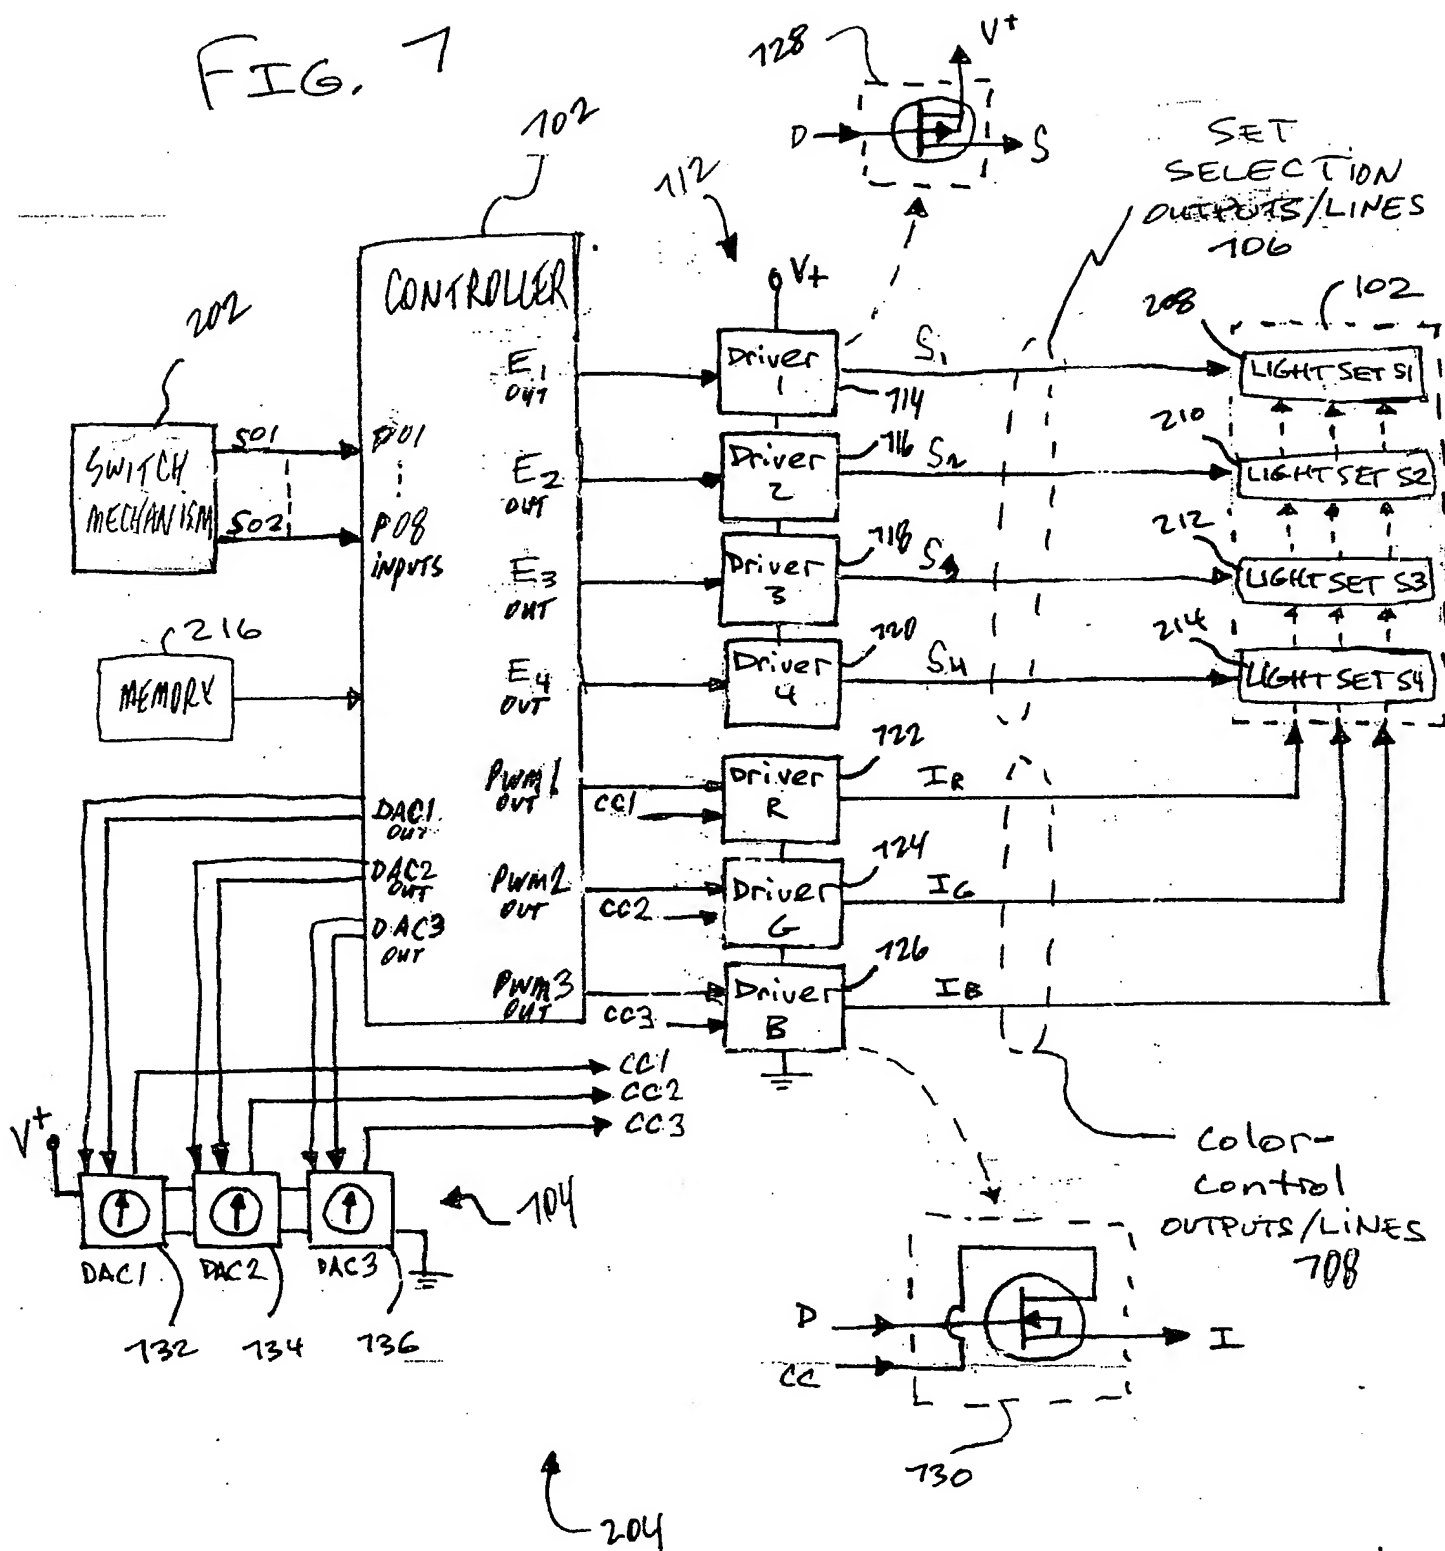 FIG. 1
128
V+
D
S
102
112
SET
SELECTION
OUTPUTS/LINES
106
202
CONTROLLER
V+
208
102
E1
OUT
Driver
1
S1
114
LIGHT SET S1
SWITCH
MECHANISM
S01
P01
E2
OUT
Driver
2
116
S2
210
LIGHT SET S2
S02
P08
INPUTS
E3
OUT
Driver
3
118
S3
212
LIGHT SET S3
216
MEMORY
E4
OUT
Driver
4
120
S4
214
LIGHT SET S4
PWM1
OUT
CC1
Driver
R
122
IR
DAC1
OUT
DAC2
OUT
PWM2
OUT
CC2
Driver
G
124
IG
DAC3
OUT
PWM3
OUT
CC3
Driver
B
126
IB
CC1
CC2
CC3
V+
104
DAC1
DAC2
DAC3
132
134
136
Color-
Control
OUTPUTS/LINES
108
D
CC
I
130
204